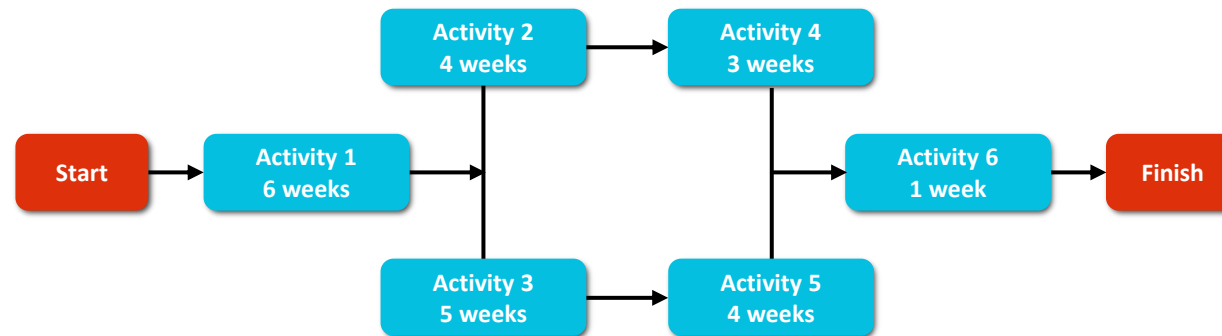 Activity 2
4 weeks
Activity 4
3 weeks
Start
Activity 1
6 weeks
Activity 6
1 week
Finish
Activity 3
5 weeks
Activity 5
4 weeks